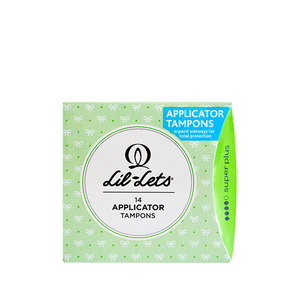 APPLICATOR
TAMPONS
expand sideways for
total protection
Lil-Lets®
14
APPLICATOR
TAMPONS
super plus